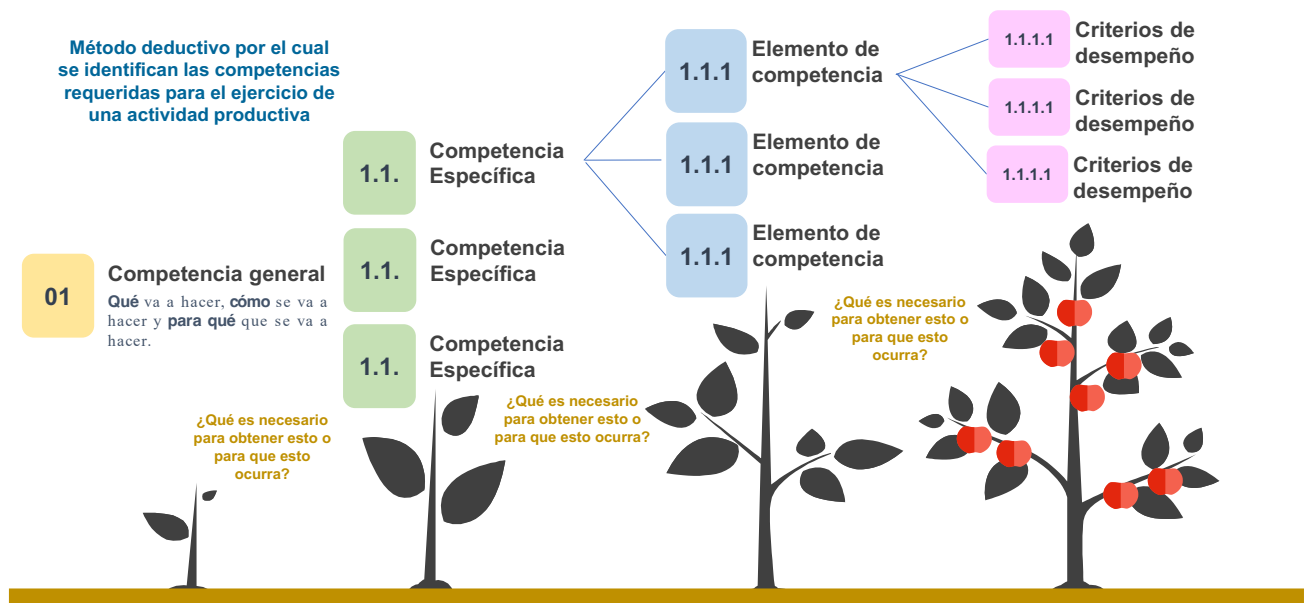 Método deductivo por el cual
se identifican las competencias
requeridas para el ejercicio de
una actividad productiva
01
Competencia general
Qué va a hacer, cómo se va a
hacer y para qué que se va a
hacer.
¿Qué es necesario
para obtener esto o
para que esto
ocurra?
1.1.
Competencia
Específica
1.1.
Competencia
Específica
1.1.
Competencia
Específica
¿Qué es necesario
para obtener esto o
para que esto ocurra?
1.1.1
Elemento de
competencia
1.1.1
Elemento de
competencia
1.1.1
Elemento de
competencia
¿Qué es necesario
para obtener esto o
para que esto
ocurra?
1.1.1.1
Criterios de
desempeño
1.1.1.1
Criterios de
desempeño
1.1.1.1
Criterios de
desempeño